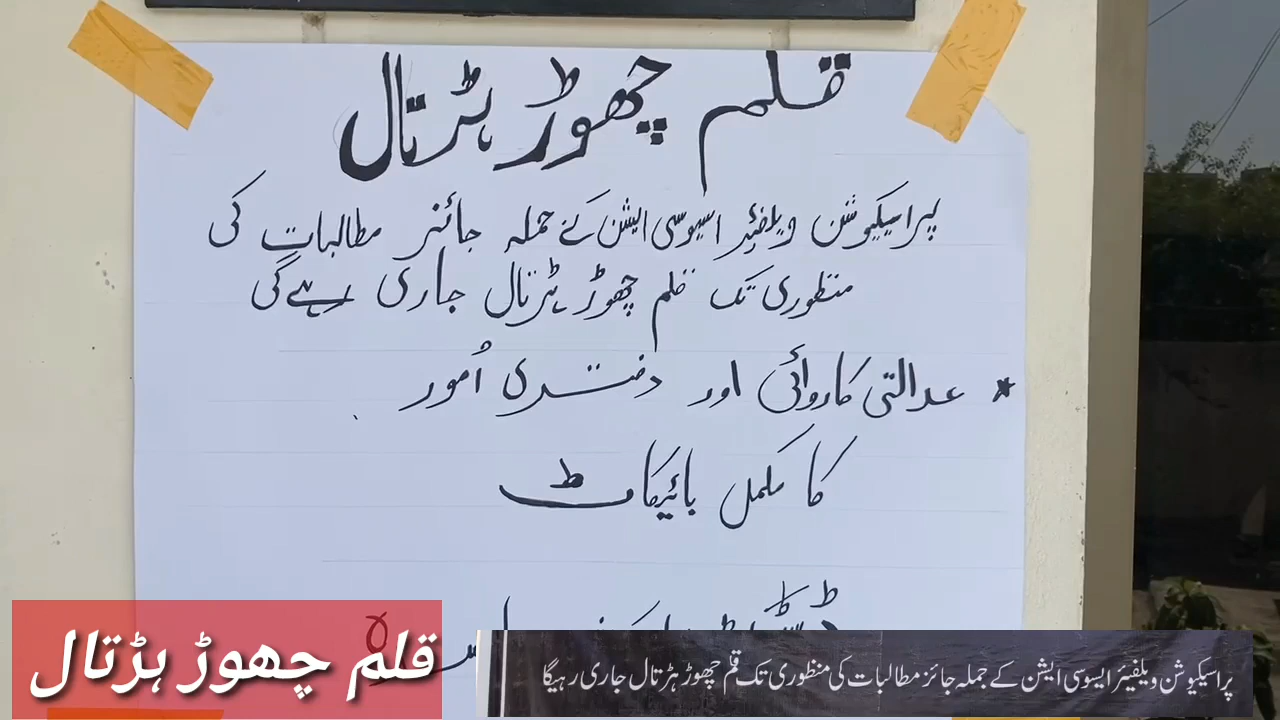 قلم چھوڑ ہڑتال
پراسیکیوشن ویلفیئر ایسوسی ایشن کے جملہ جائز مطالبات کی
منظوری تک قلم چھوڑ ہڑتال جاری رہے گی
* عدالتی کاروائی اور دفتری اُمور
کا مکمل بائیکاٹ
قلم چھوڑ ہڑتال
پراسیکیوشن ویلفیئر ایسوسی ایشن کے جملہ جائز مطالبات کی منظوری تک قلم چھوڑ ہڑتال جاری رہیگا